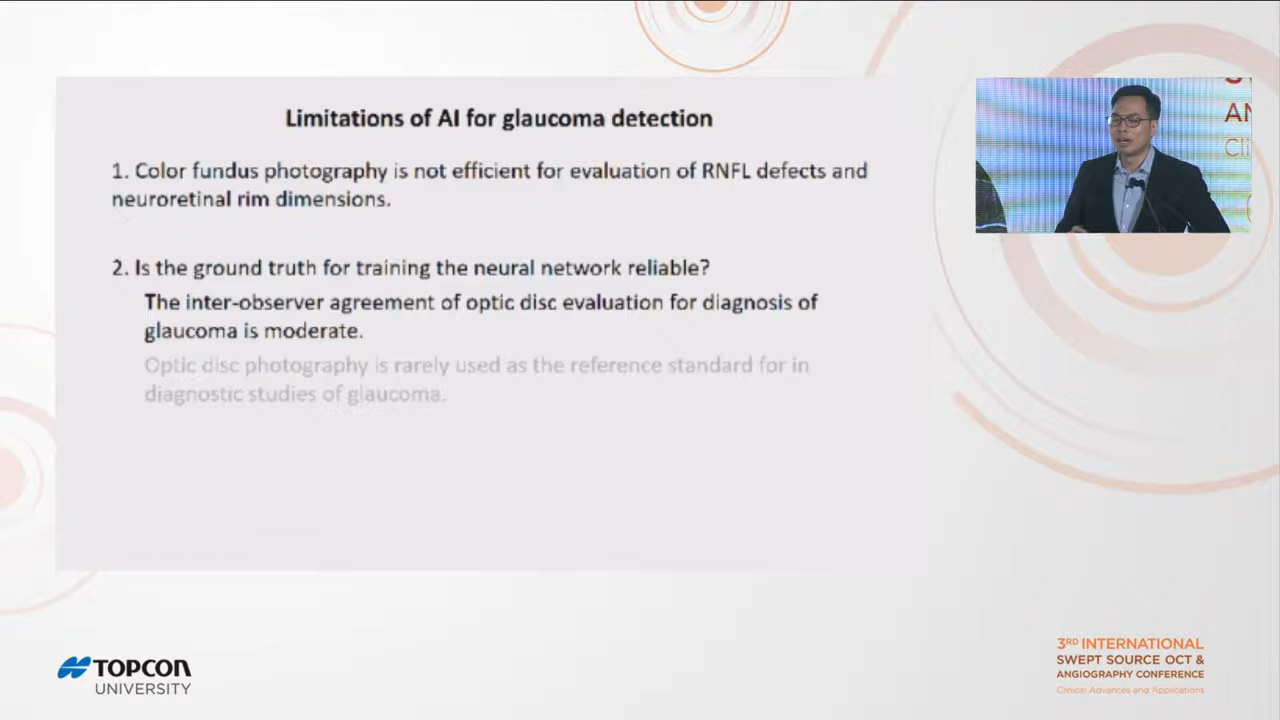 Limitations of AI for glaucoma detection
1. Color fundus photography is not efficient for evaluation of RNFL defects and
neuroretinal rim dimensions.
2. Is the ground truth for training the neural network reliable?
The inter-observer agreement of optic disc evaluation for diagnosis of
glaucoma is moderate.
Optic disc photography is rarely used as the reference standard for in
diagnostic studies of glaucoma.
AN
Cli
TOPCON
UNIVERSITY
3RD INTERNATIONAL
SWEPT SOURCE OCT &
ANGIOGRAPHY CONFERENCE
Clinical Advances and Applications